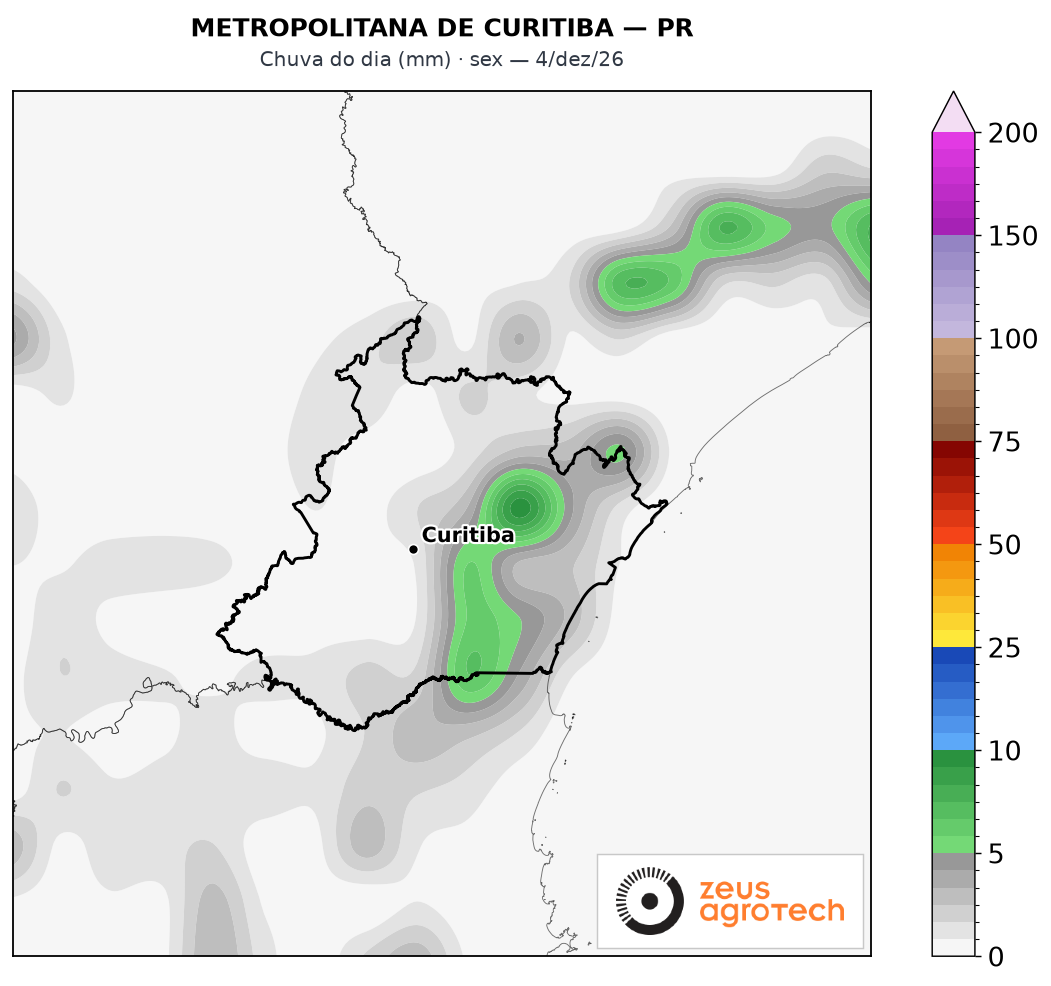 METROPOLITANA DE CURITIBA — PR
Chuva do dia (mm) · sex — 4/dez/26
200
150
100
75
50
25
10
5
0
Curitiba
zeus
agrotech